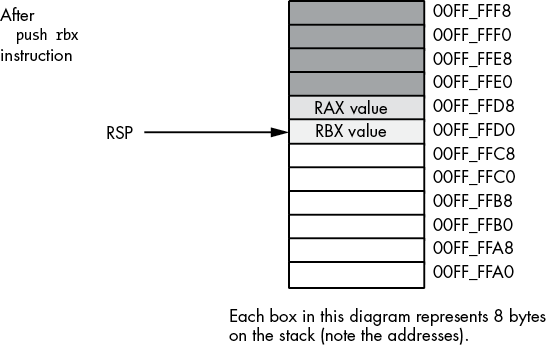 After
push rbx
instruction
00FF_FFF8
00FF_FFF0
00FF_FFE8
00FF_FFE0
RAX value 00FF_FFD8
RSP RBX value 00FF_FFD0
00FF_FFC8
00FF_FFC0
00FF_FFB8
00FF_FFB0
00FF_FFA8
00FF_FFA0
Each box in this diagram represents 8 bytes
on the stack (note the addresses).